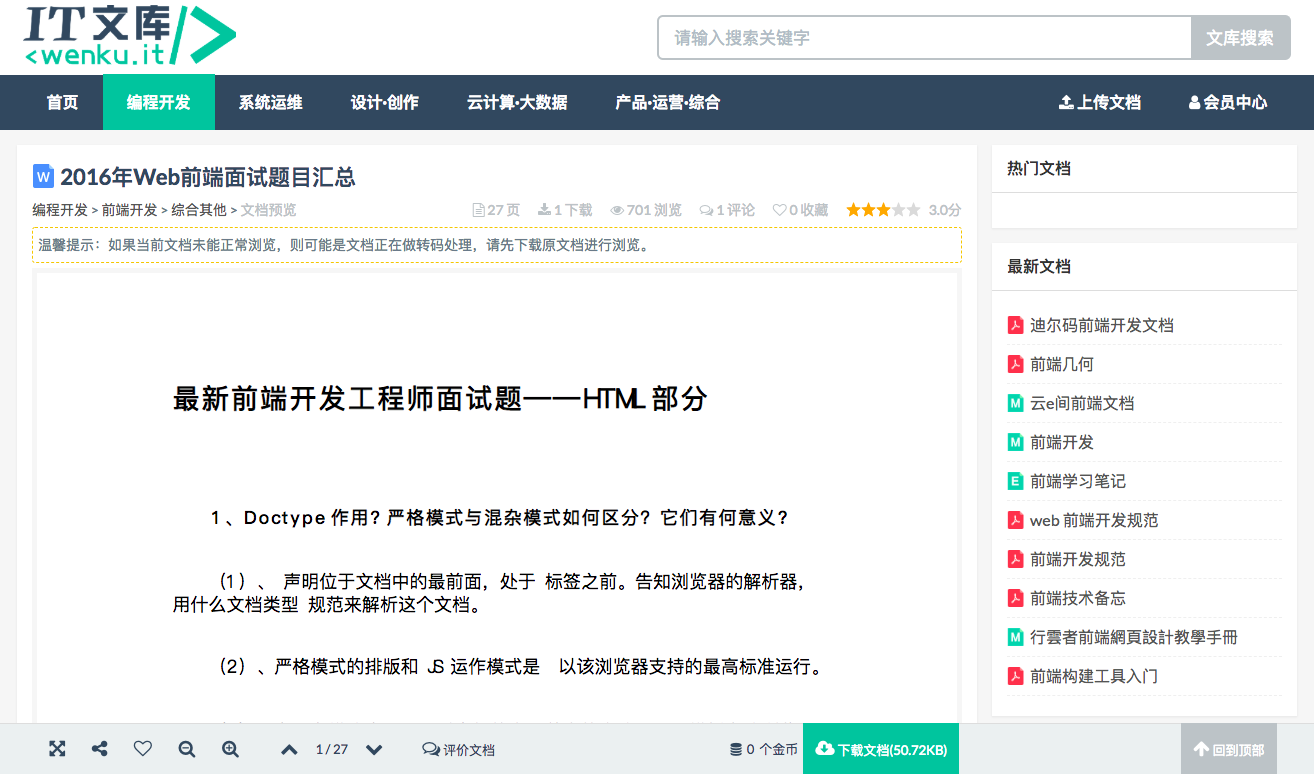 IT文库/>
<wenku.it
请输入搜索关键字
文库搜索
首页 编程开发 系统运维 设计·创作 云计算·大数据 产品·运营·综合 上传文档 会员中心
W 2016年Web前端面试题目汇总
编程开发 > 前端开发 > 综合其他 > 文档预览 27 页 1 下载 701 浏览 1 评论 0 收藏 3.0分
温馨提示：如果当前文档未能正常浏览，则可能是文档正在做转码处理，请先下载原文档进行浏览。
最新前端开发工程师面试题——HTML 部分
1、Doctype 作用？严格模式与混杂模式如何区分？它们有何意义？
（1）、 声明位于文档中的最前面，处于 标签之前。告知浏览器的解析器，
用什么文档类型 规范来解析这个文档。
（2）、严格模式的排版和 JS 运作模式是 以该浏览器支持的最高标准运行。
热门文档
最新文档
迪尔码前端开发文档
前端几何
M 云e间前端文档
M 前端开发
E 前端学习笔记
web 前端开发规范
前端开发规范
前端技术备忘
M 行雲者前端網頁設計教學手冊
前端构建工具入门
1 / 27 评价文档 0 个金币 下载文档(50.72KB) 回到顶部